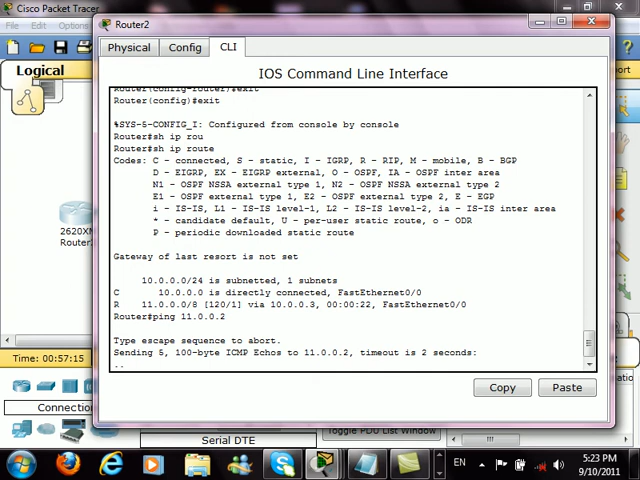 Cisco Packet Tracer
File Edit Options
Logical
Router2
Physical Config CLI
IOS Command Line Interface
Router(config-router)#exit
Router(config)#exit
%SYS-5-CONFIG_I: Configured from console by console
Router#sh ip rou
Router#sh ip route
Codes: C - connected, S - static, I - IGRP, R - RIP, M - mobile, B - BGP
D - EIGRP, EX - EIGRP external, O - OSPF, IA - OSPF inter area
N1 - OSPF NSSA external type 1, N2 - OSPF NSSA external type 2
E1 - OSPF external type 1, E2 - OSPF external type 2, E - EGP
i - IS-IS, L1 - IS-IS level-1, L2 - IS-IS level-2, ia - IS-IS inter area
* - candidate default, U - per-user static route, o - ODR
P - periodic downloaded static route
Gateway of last resort is not set
10.0.0.0/24 is subnetted, 1 subnets
C 10.0.0.0 is directly connected, FastEthernet0/0
R 11.0.0.0/8 [120/1] via 10.0.0.3, 00:00:22, FastEthernet0/0
Router#ping 11.0.0.2
Type escape sequence to abort.
Sending 5, 100-byte ICMP Echos to 11.0.0.2, timeout is 2 seconds:
..
Copy Paste
2620XM
Router2
Time: 00:57:15
Connection
Serial DTE
Toggle PDU List Window
EN
5:23 PM
9/10/2011